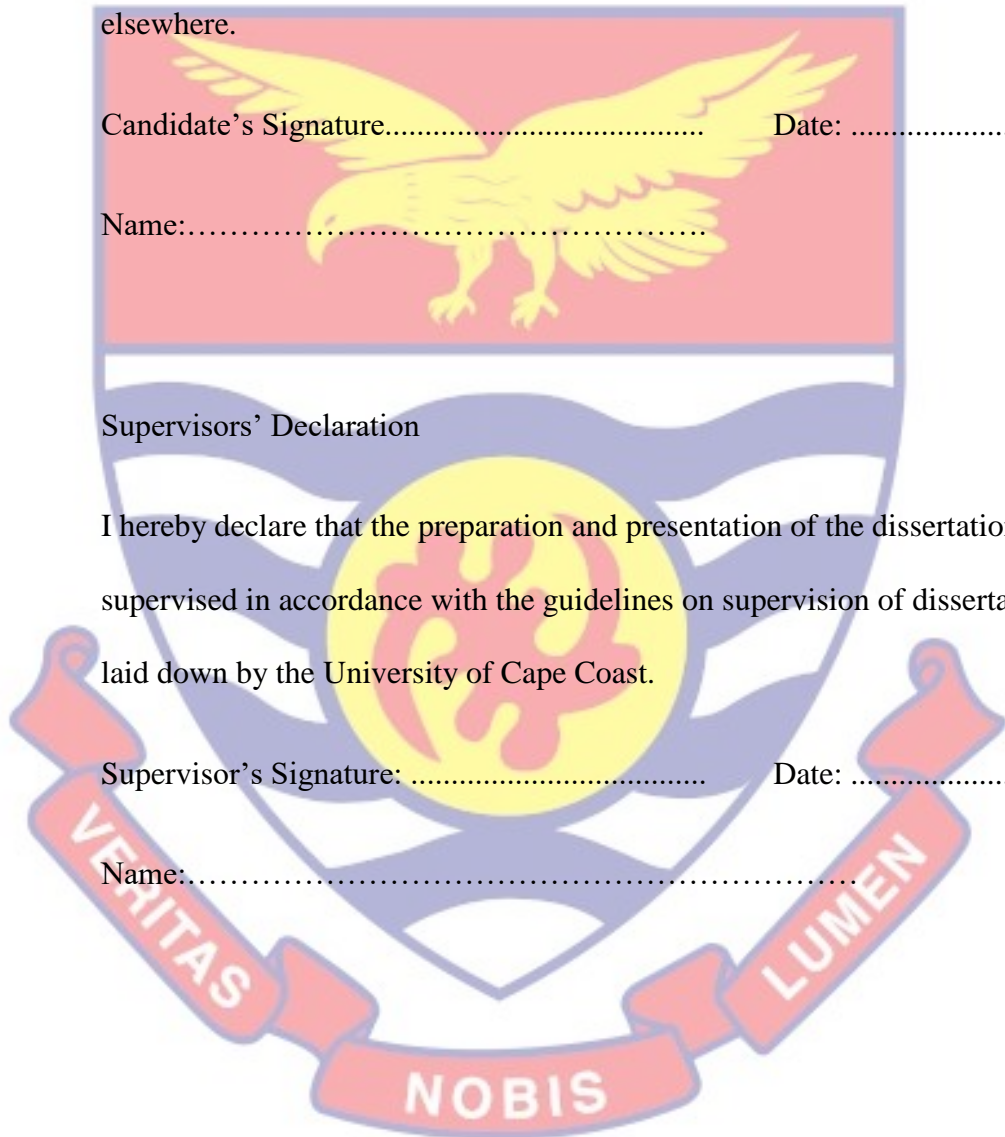 elsewhere.
Candidate’s Signature........................................ Date: ...................
Name:……………………………………………….
Supervisors’ Declaration
I hereby declare that the preparation and presentation of the dissertation
supervised in accordance with the guidelines on supervision of disserta
laid down by the University of Cape Coast.
Supervisor’s Signature: ..................................... Date: ...................
Name:……………………………………………………………
VERITAS
NOBIS
LUMEN